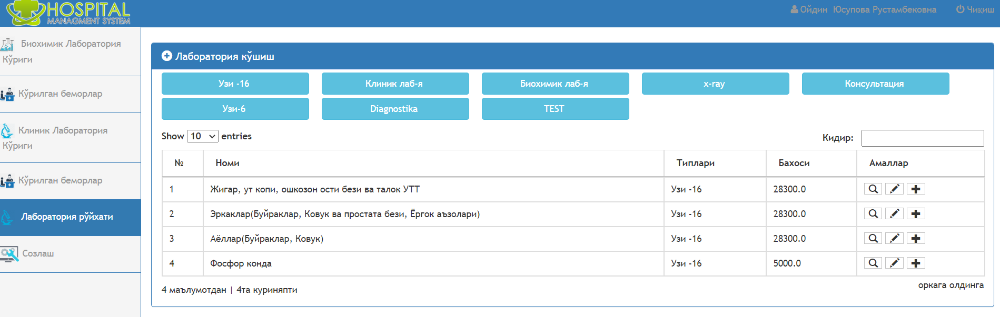 HOSPITAL
MANAGMENT SYSTEM
Ойдин Юсупова Рустамбековна
Чиқиш
Биохимик Лаборатория
Кўриги
Кўрилган беморлар
Клиник Лаборатория
Кўриги
Кўрилган беморлар
Лаборатория рўйхати
Созлаш
Лаборатория кўшиш
Узи -16 Клиник лаб-я Биохимик лаб-я x-ray Консультация
Узи-6 Diagnostika TEST
Show 10 entries Кидир:
№ Номи Типлари Бахоси Амаллар
1 Жигар, ут копи, ошкозон ости бези ва талок УТТ Узи -16 28300.0
2 Эркаклар(Буйраклар, Ковук ва простата бези, Ёргок аъзолари) Узи -16 28300.0
3 Аёллар(Буйраклар, Ковук) Узи -16 28300.0
4 Фосфор конда Узи -16 5000.0
4 маълумотдан | 4та куриняпти оркага олдинга